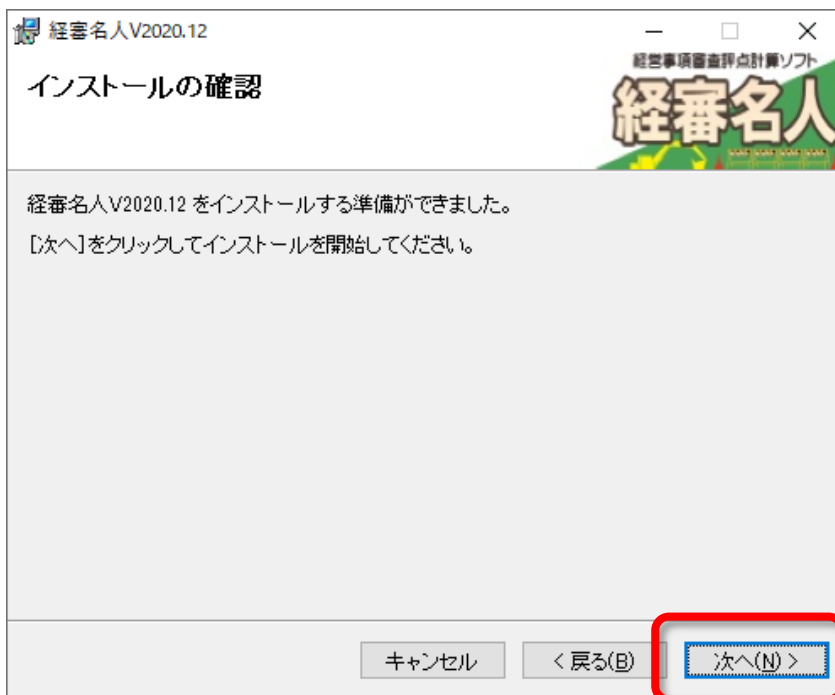 経審名人V2020.12
インストールの確認
経営事項審査評点計算ソフト
経審名人
経審名人V2020.12 をインストールする準備ができました。
[次へ]をクリックしてインストールを開始してください。
キャンセル
< 戻る(B)
次へ(N) >